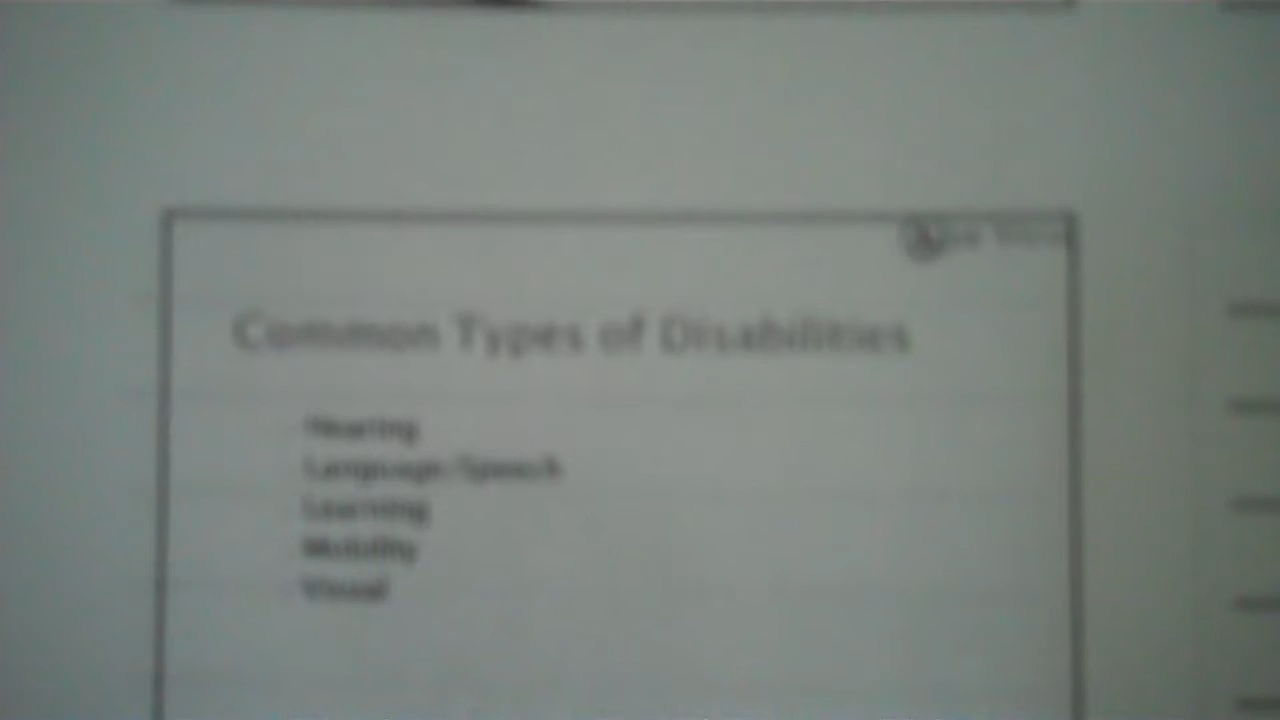 Common Types of Disabilities
Hearing
Language/Speech
Learning
Mobility
Visual